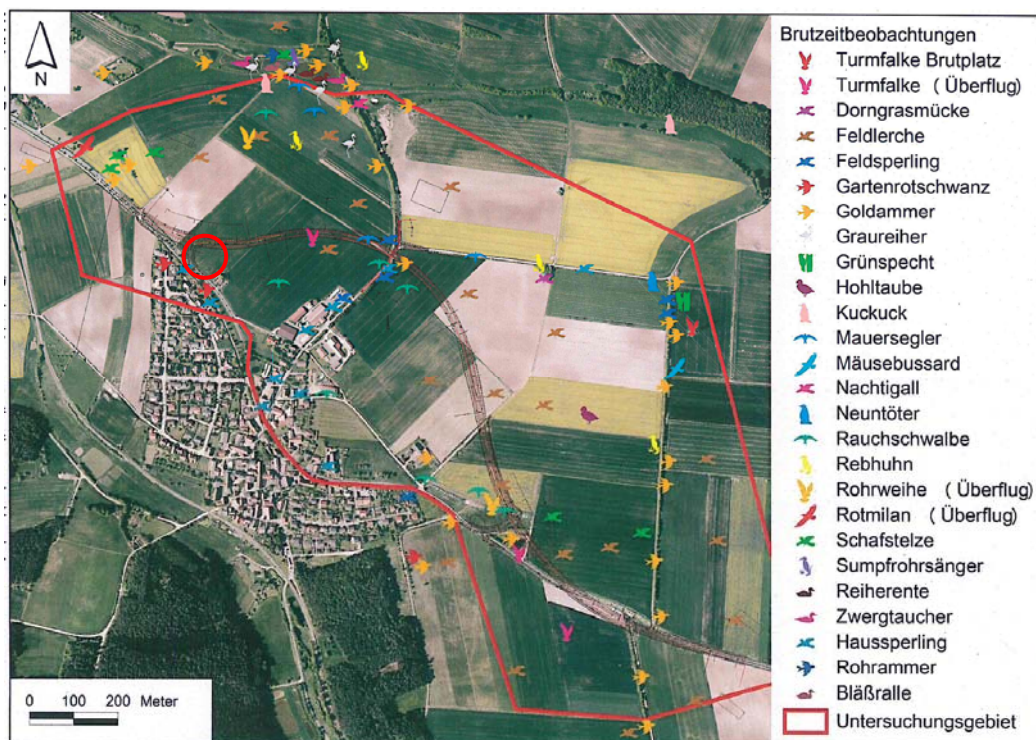 N
0 100 200 Meter
Brutzeitbeobachtungen
Turmfalke Brutplatz
Turmfalke ( Überflug)
Dorngrasmücke
Feldlerche
Feldsperling
Gartenrotschwanz
Goldammer
Graureiher
Grünspecht
Hohltaube
Kuckuck
Mauersegler
Mäusebussard
Nachtigall
Neuntöter
Rauchschwalbe
Rebhuhn
Rohrweihe ( Überflug)
Rotmilan ( Überflug)
Schafstelze
Sumpfrohrsänger
Reiherente
Zwergtaucher
Haussperling
Rohrammer
Bläßralle
Untersuchungsgebiet